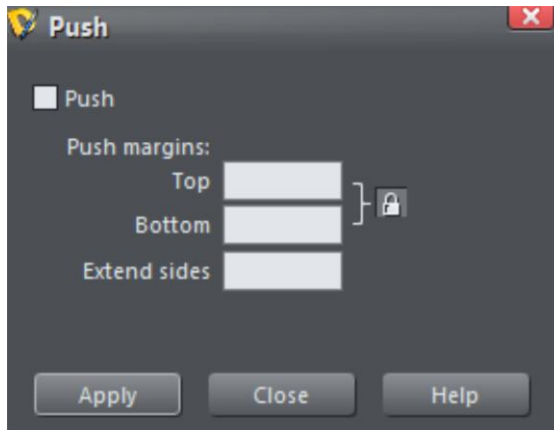 Push
Push
Push margins:
Top
Bottom
Extend sides
Apply Close Help